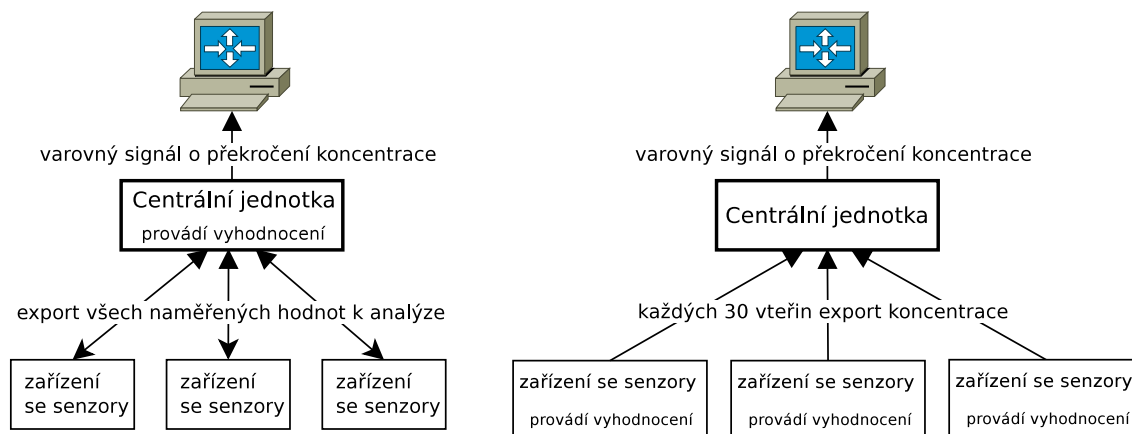 varovný signál o překročení koncentrace
Centrální jednotka
provádí vyhodnocení
export všech naměřených hodnot k analýze
zařízení
se senzory
zařízení
se senzory
zařízení
se senzory
varovný signál o překročení koncentrace
Centrální jednotka
každých 30 vteřin export koncentrace
zařízení se senzory
provádí vyhodnocení
zařízení se senzory
provádí vyhodnocení
zařízení se senzory
provádí vyhodnocení